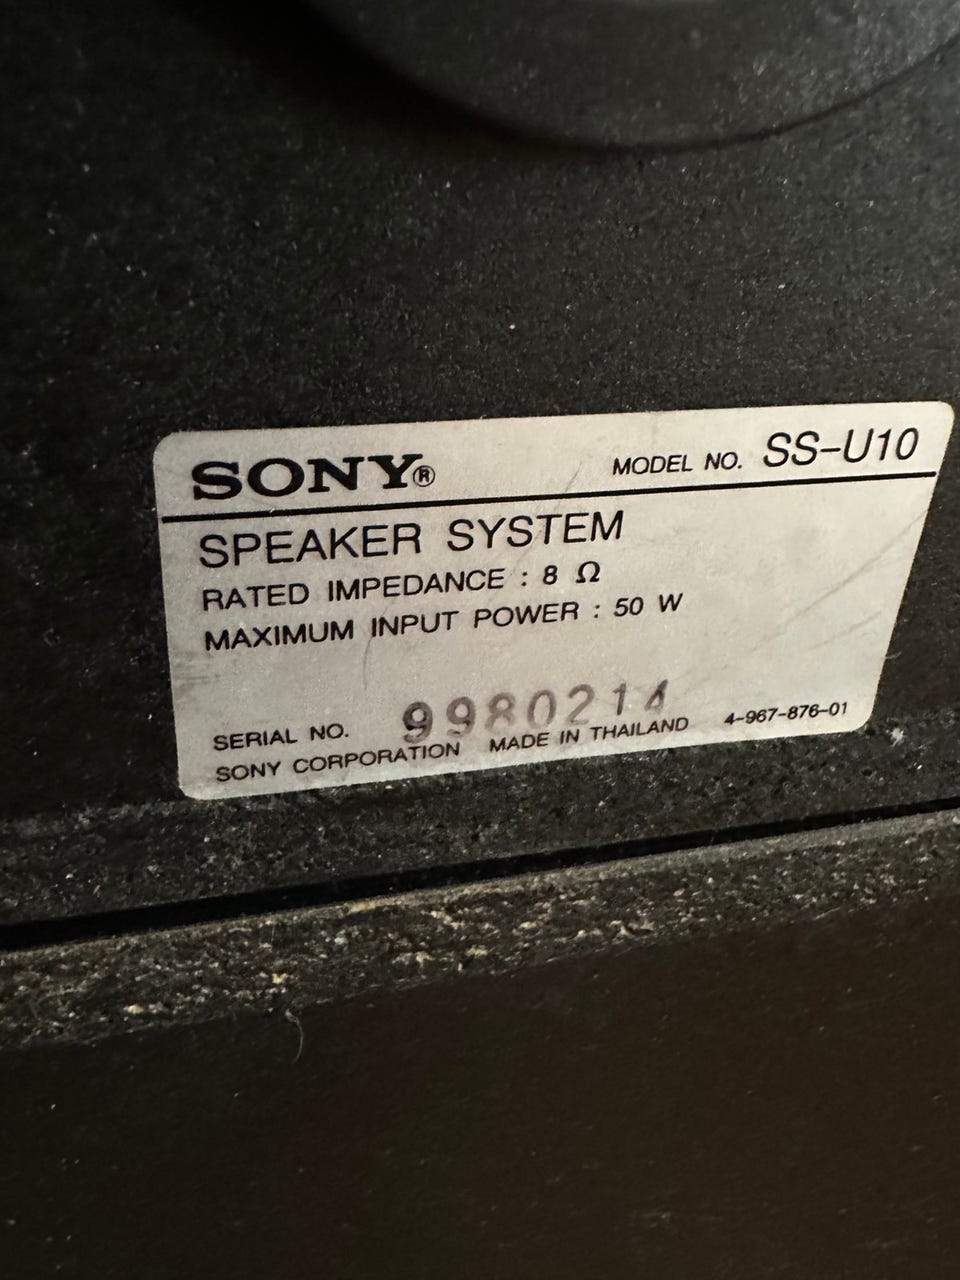 SONY® MODEL NO. SS-U10
SPEAKER SYSTEM
RATED IMPEDANCE : 8 Ω
MAXIMUM INPUT POWER : 50 W
SERIAL NO. 9980214
SONY CORPORATION MADE IN THAILAND 4-967-876-01